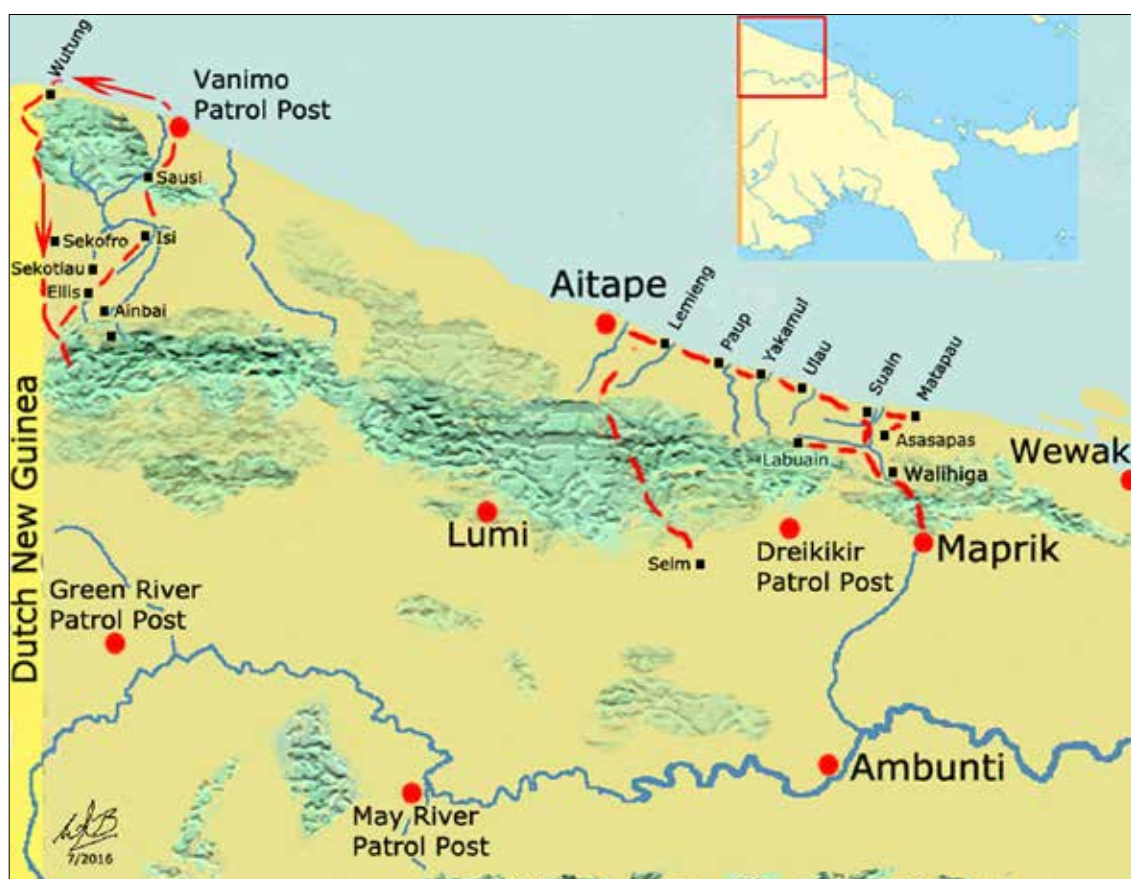 Wutung
Vanimo
Patrol Post
Sausi
Isi
Sekofro
Sekotiau
Ellis
Ainbai
Aitape
Lemieng
Paup
Yakamul
Ulau
Suain
Matapau
Asasapas
Labuain
Walihiga
Wewak
Dutch New Guinea
Lumi
Seim
Dreikikir
Patrol Post
Maprik
Green River
Patrol Post
Ambunti
May River
Patrol Post
7/2016